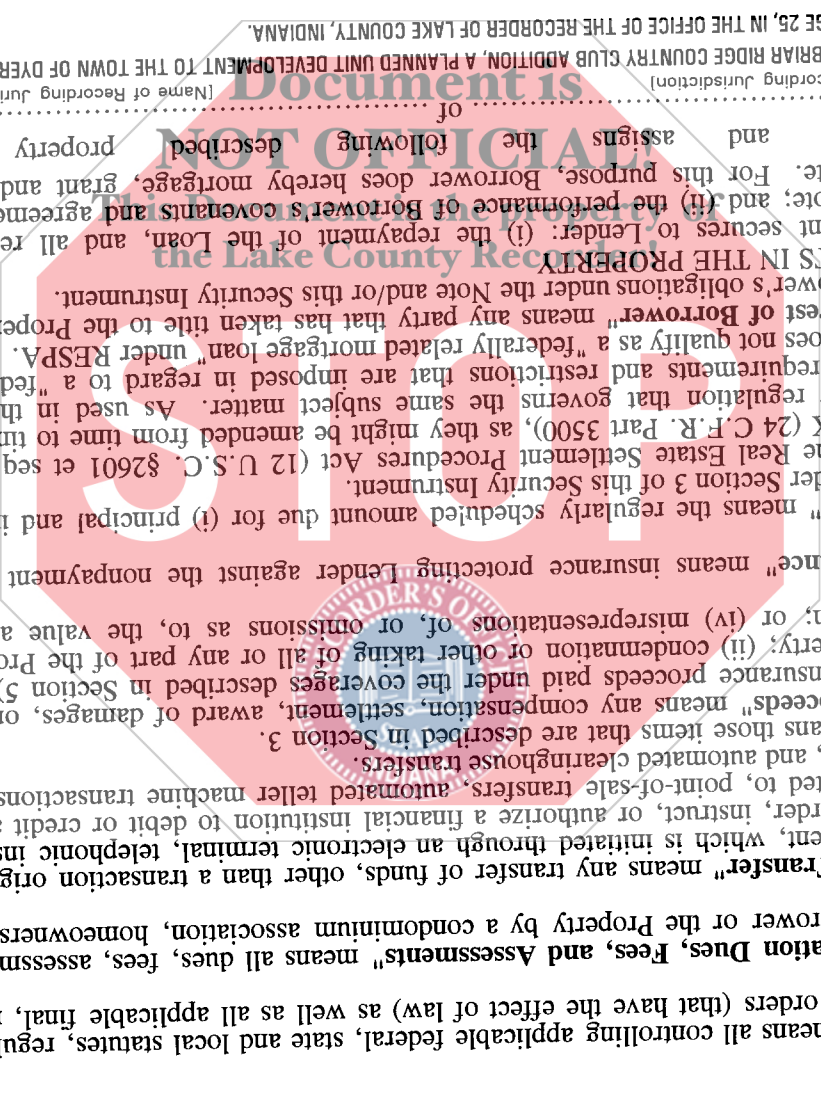 means all controlling applicable federal, state and local statutes, regul
orders (that have the effect of law) as well as all applicable final,
ation Dues, Fees, and Assessments" means all dues, fees, assessm
rower or the Property by a condominium association, homeowners
Transfer" means any transfer of funds, other than a transaction orig
ent, which is initiated through an electronic terminal, telephonic ins
rder, instruct, or authorize a financial institution to debit or credit a
ted to, point-of-sale transfers, automated teller machine transactions
, and automated clearinghouse transfers.
ans those items that are described in Section 3.
oceeds" means any compensation, settlement, award of damages, or
nsurance proceeds paid under the coverages described in Section 5)
erty; (ii) condemnation or other taking of all or any part of the Pro
n; or (iv) misrepresentations of, or omissions as to, the value a
nce" means insurance protecting Lender against the nonpayment
" means the regularly scheduled amount due for (i) principal and i
der Section 3 of this Security Instrument.
he Real Estate Settlement Procedures Act (12 U.S.C. §2601 et seq
X (24 C.F.R. Part 3500), as they might be amended from time to tim
regulation that governs the same subject matter. As used in th
requirements and restrictions that are imposed in regard to a "fed
oes not qualify as a "federally related mortgage loan" under RESPA.
rest of Borrower" means any party that has taken title to the Proper
ower's obligations under the Note and/or this Security Instrument.
TS IN THE PROPERTY
nt secures to Lender: (i) the repayment of the Loan, and all re
ote; and (ii) the performance of Borrower's covenants and agreeme
te. For this purpose, Borrower does hereby mortgage, grant and
and assigns the following described property
of
cording Jurisdiction] [Name of Recording Juri
BRIAR RIDGE COUNTRY CLUB ADDITION, A PLANNED UNIT DEVELOPMENT TO THE TOWN OF DYER
GE 25, IN THE OFFICE OF THE RECORDER OF LAKE COUNTY, INDIANA.
Document is
NOT OFFICIAL!
This Document is the property of
the Lake County Recorder!
STOP
RECORDER'S OFFICE
SEAL
INDIANA